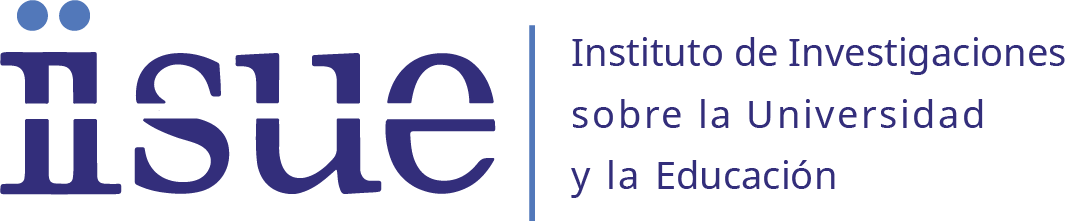 iisue
Instituto de Investigaciones
sobre la Universidad
y la Educación